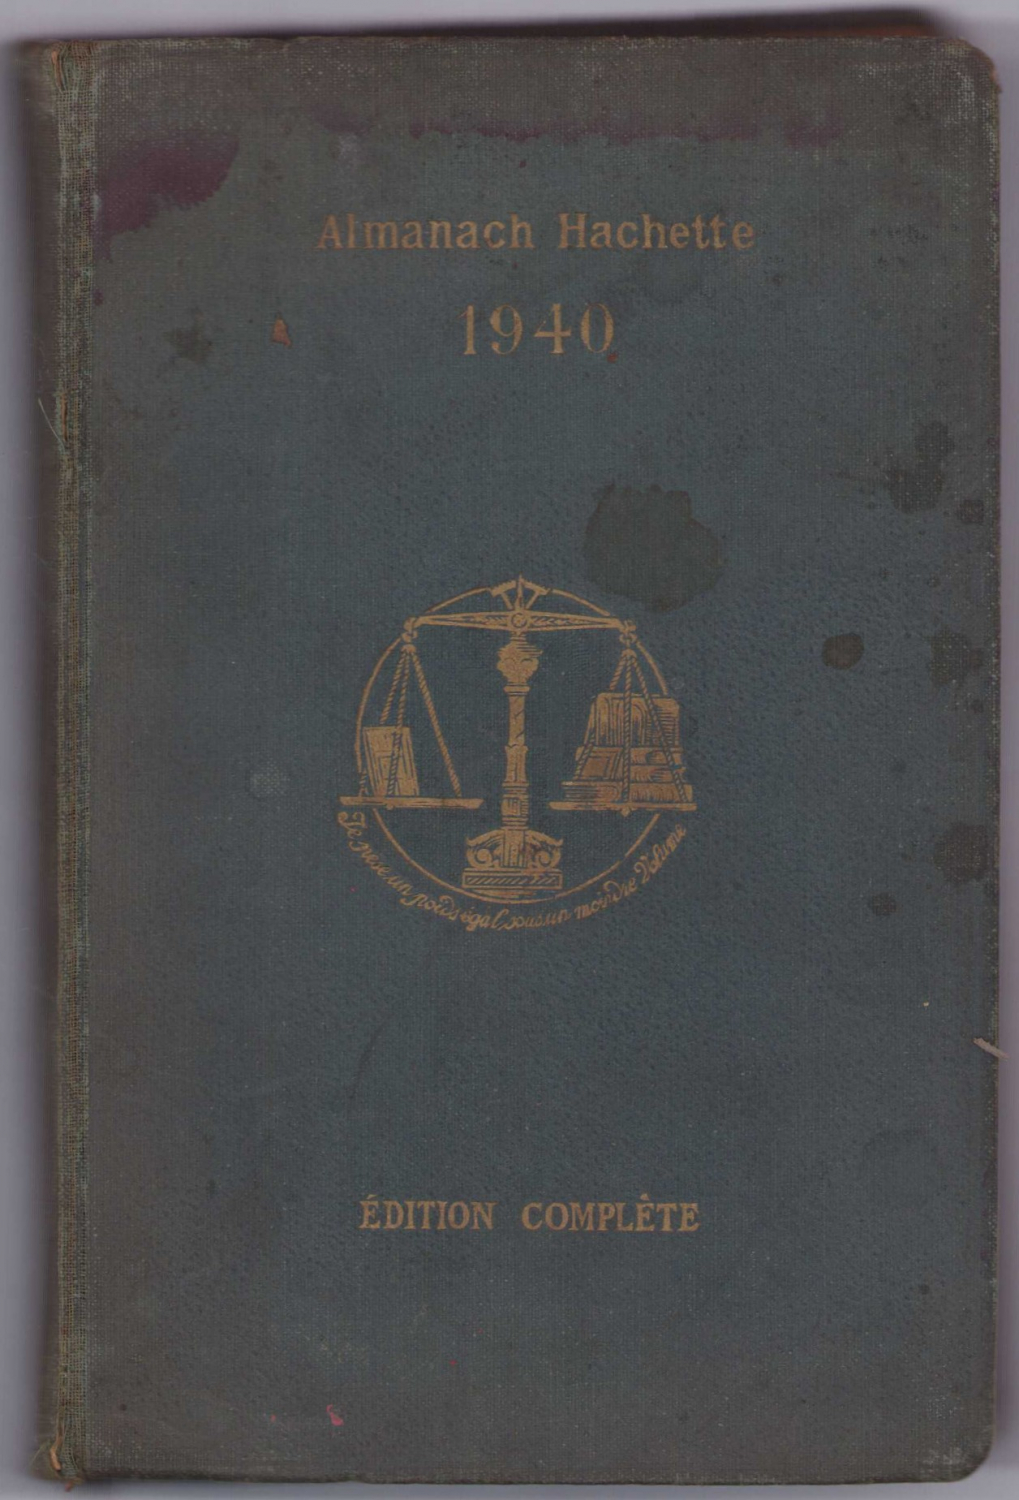 Almanach Hachette
1940
Je pèse un poids égal sous un moindre Volume
ÉDITION COMPLÈTE